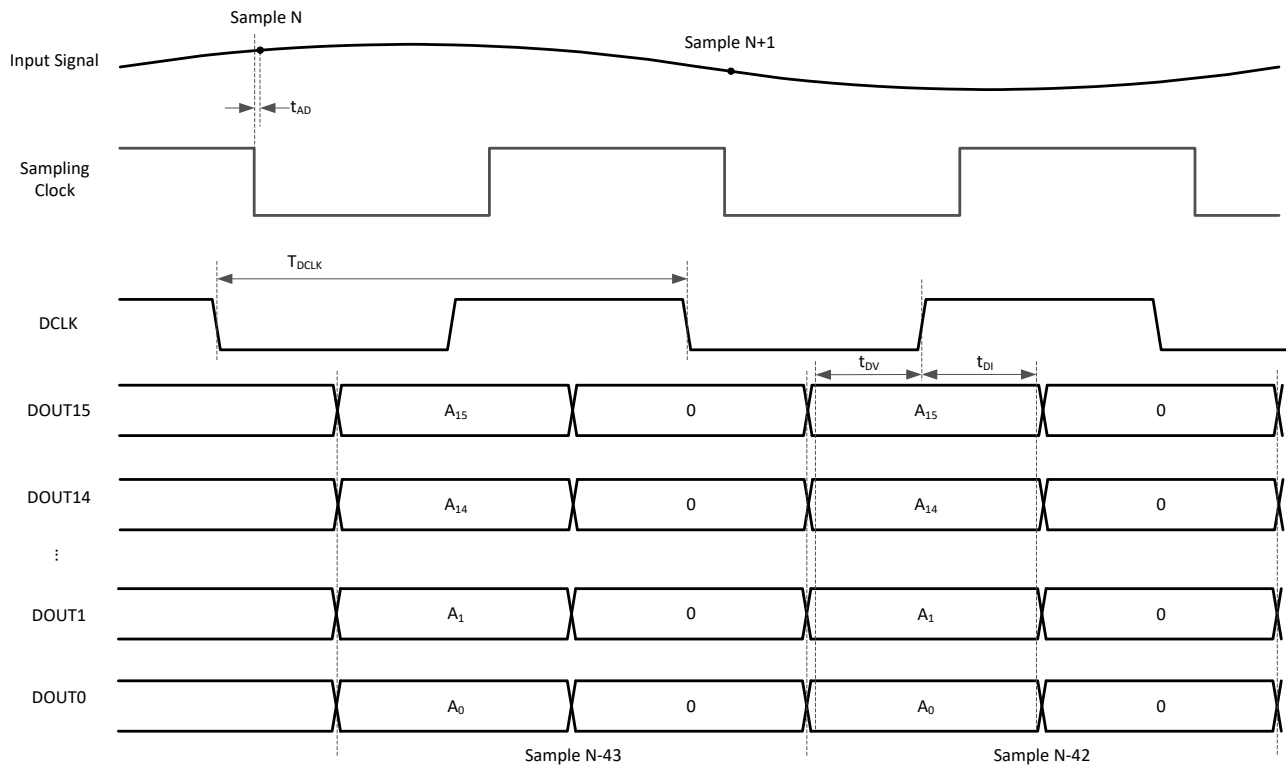 Sample N
Sample N+1
Input Signal
tAD
Sampling
Clock
TDCLK
DCLK
tDV
tDI
DOUT15
A15
0
A15
0
DOUT14
A14
0
A14
0
...
DOUT1
A1
0
A1
0
DOUT0
A0
0
A0
0
Sample N-43
Sample N-42